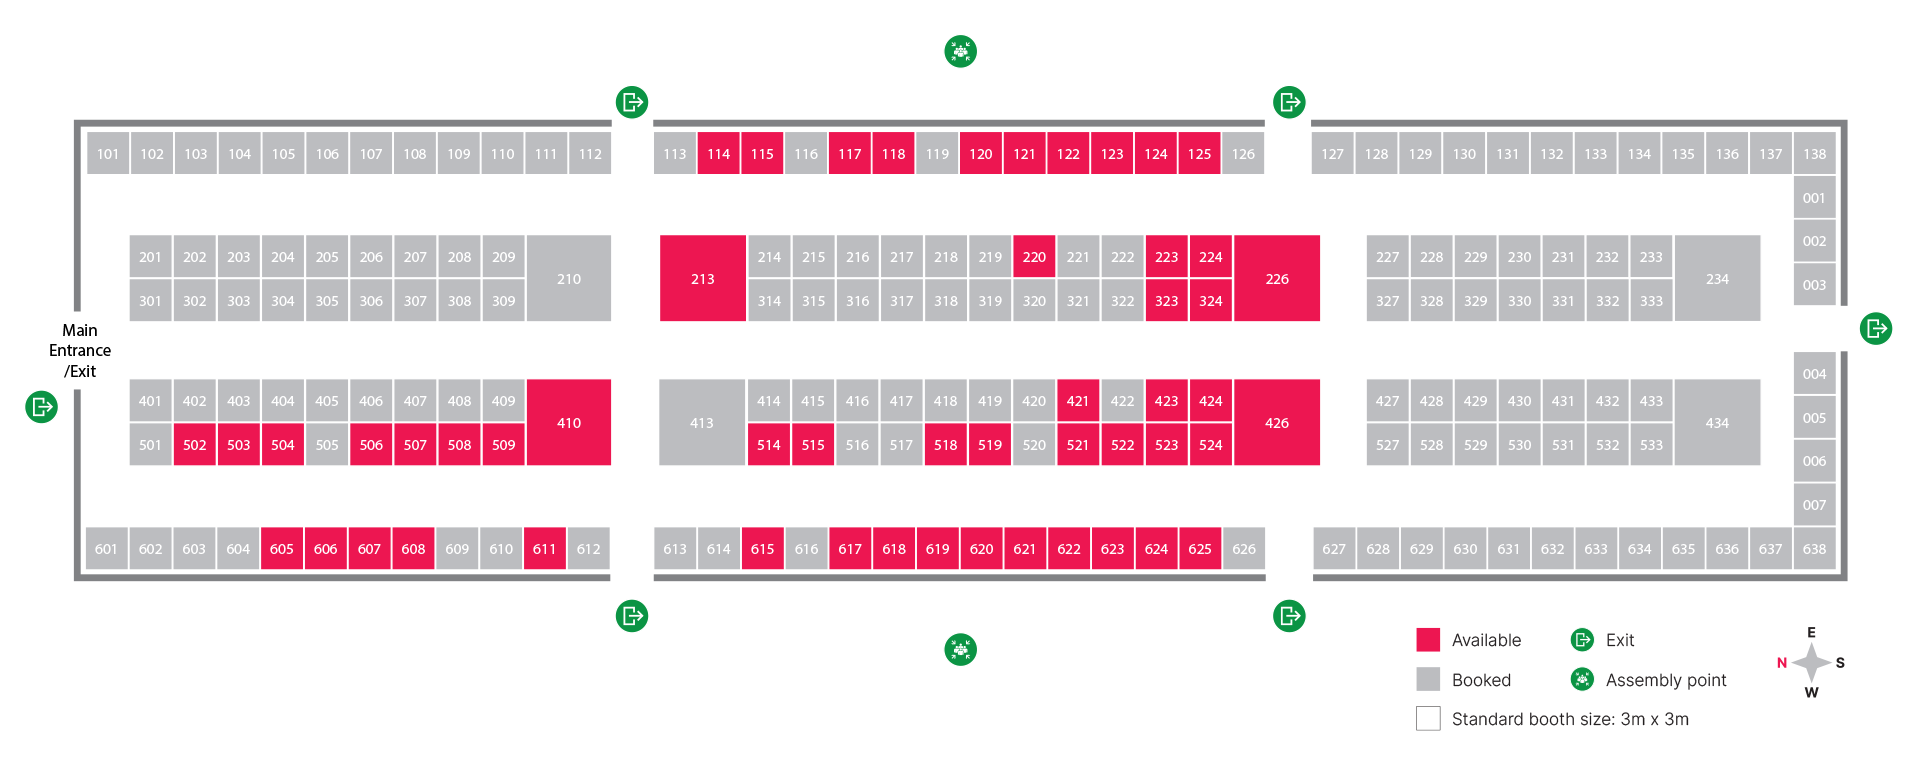 101 102 103 104 105 106 107 108 109 110 111 112 113 114 115 116 117 118 119 120 121 122 123 124 125 126 127 128 129 130 131 132 133 134 135 136 137 138
001
002
003
201 202 203 204 205 206 207 208 209 210 213 214 215 216 217 218 219 220 221 222 223 224 226 227 228 229 230 231 232 233 234
301 302 303 304 305 306 307 308 309 314 315 316 317 318 319 320 321 322 323 324 327 328 329 330 331 332 333
Main
Entrance
/Exit
401 402 403 404 405 406 407 408 409 410 413 414 415 416 417 418 419 420 421 422 423 424 426 427 428 429 430 431 432 433 434
501 502 503 504 505 506 507 508 509 514 515 516 517 518 519 520 521 522 523 524 527 528 529 530 531 532 533
004
005
006
007
601 602 603 604 605 606 607 608 609 610 611 612 613 614 615 616 617 618 619 620 621 622 623 624 625 626 627 628 629 630 631 632 633 634 635 636 637 638
Available
Booked
Standard booth size: 3m x 3m
Exit
Assembly point
E
N S
W